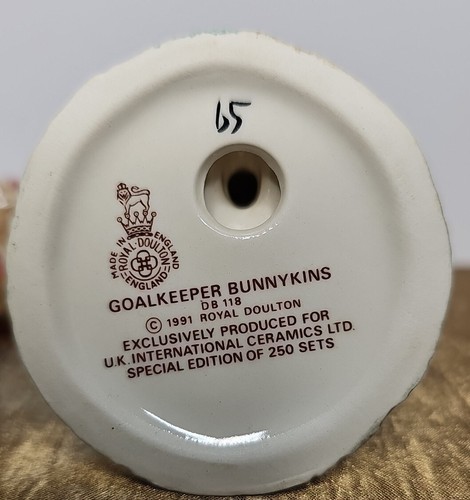 65
MADE IN ENGLAND
ROYAL DOULTON
ENGLAND
GOALKEEPER BUNNYKINS
DB 118
© 1991 ROYAL DOULTON
EXCLUSIVELY PRODUCED FOR
U.K. INTERNATIONAL CERAMICS LTD.
SPECIAL EDITION OF 250 SETS